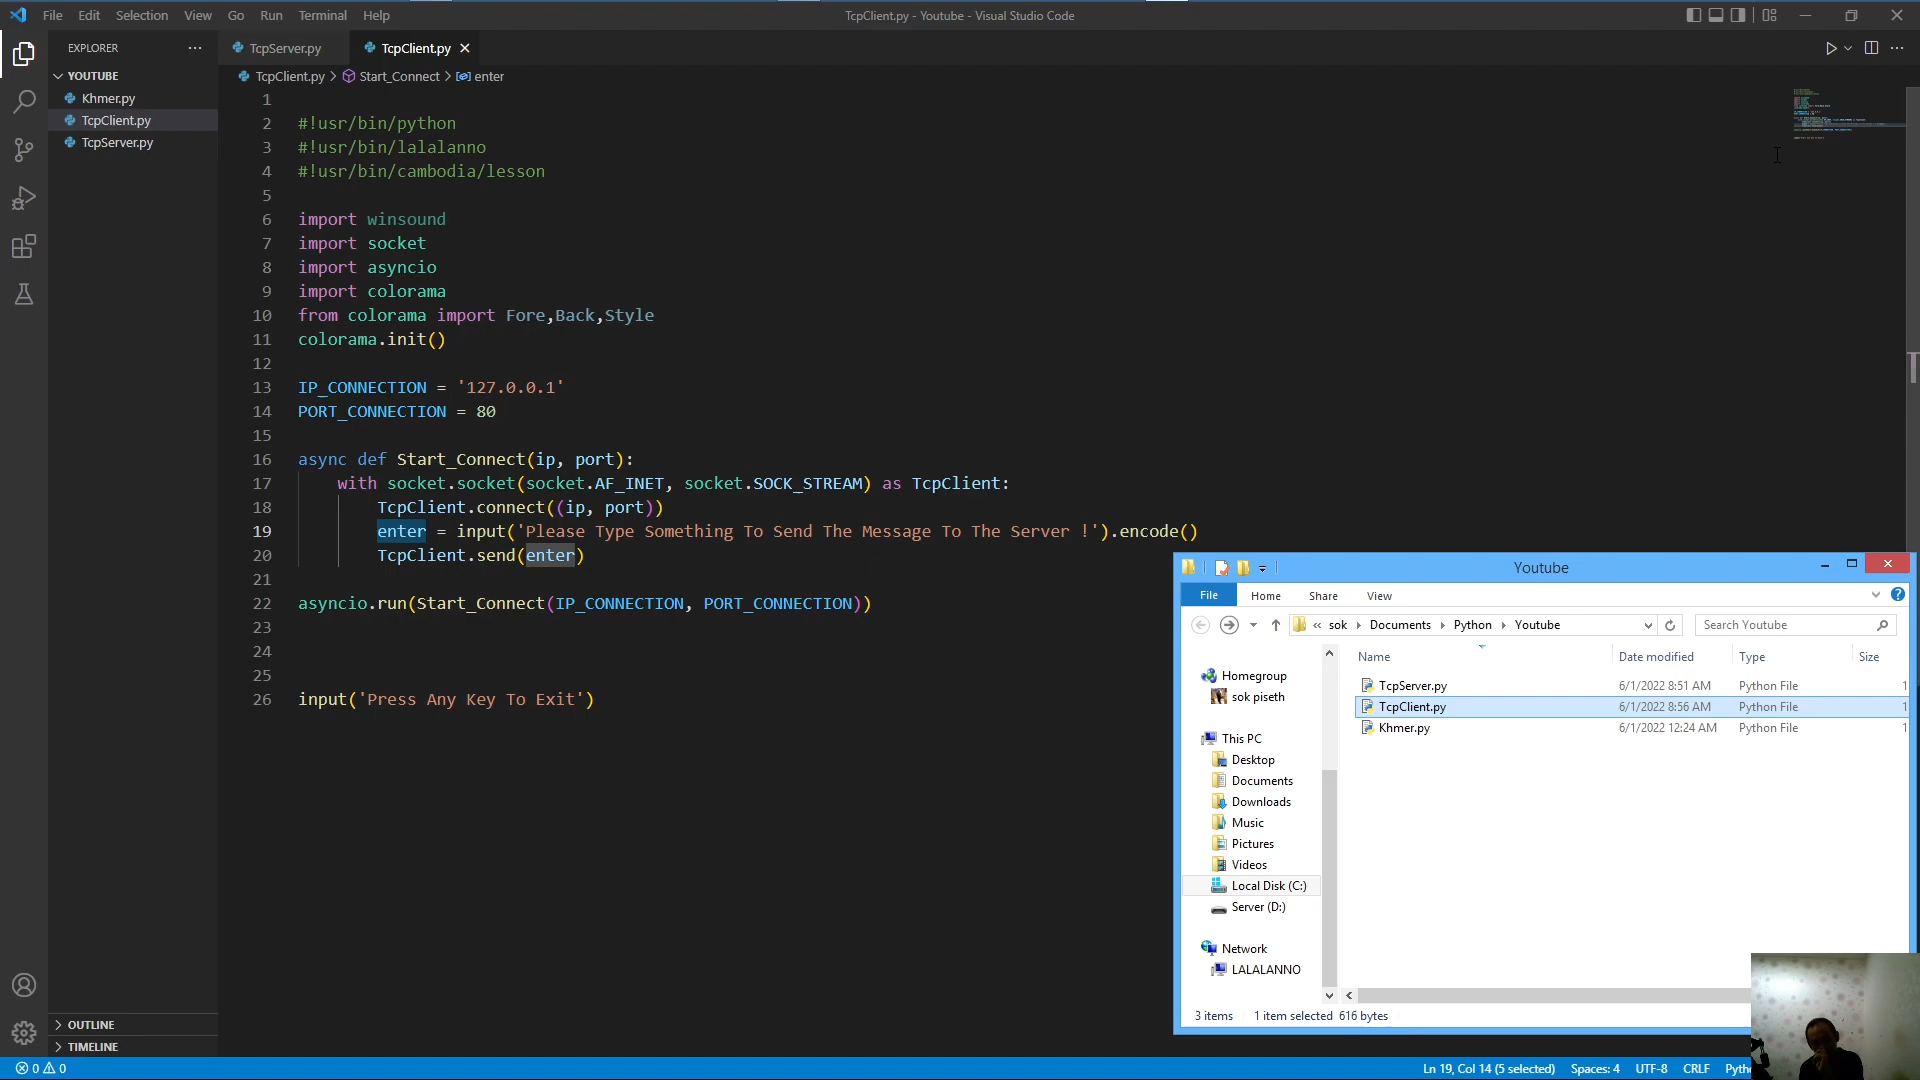 File Edit Selection View Go Run Terminal Help
TcpClient.py - Youtube - Visual Studio Code
EXPLORER
YOUTUBE
Khmer.py
TcpClient.py
TcpServer.py
OUTLINE
TIMELINE
TcpServer.py TcpClient.py
TcpClient.py > Start_Connect > enter
1
2 #!usr/bin/python
3 #!usr/bin/lalalanno
4 #!usr/bin/cambodia/lesson
5
6 import winsound
7 import socket
8 import asyncio
9 import colorama
10 from colorama import Fore,Back,Style
11 colorama.init()
12
13 IP_CONNECTION = '127.0.0.1'
14 PORT_CONNECTION = 80
15
16 async def Start_Connect(ip, port):
17 with socket.socket(socket.AF_INET, socket.SOCK_STREAM) as TcpClient:
18 TcpClient.connect((ip, port))
19 enter = input('Please Type Something To Send The Message To The Server !').encode()
20 TcpClient.send(enter)
21
22 asyncio.run(Start_Connect(IP_CONNECTION, PORT_CONNECTION))
23
24
25
26 input('Press Any Key To Exit')
Youtube
File Home Share View
« sok Documents Python Youtube
Search Youtube
Homegroup
sok piseth
This PC
Desktop
Documents
Downloads
Music
Pictures
Videos
Local Disk (C:)
Server (D:)
Network
LALALANNO
Name Date modified Type Size
TcpServer.py 6/1/2022 8:51 AM Python File 1
TcpClient.py 6/1/2022 8:56 AM Python File 1
Khmer.py 6/1/2022 12:24 AM Python File 1
3 items 1 item selected 616 bytes
0 0
Ln 19, Col 14 (5 selected) Spaces: 4 UTF-8 CRLF